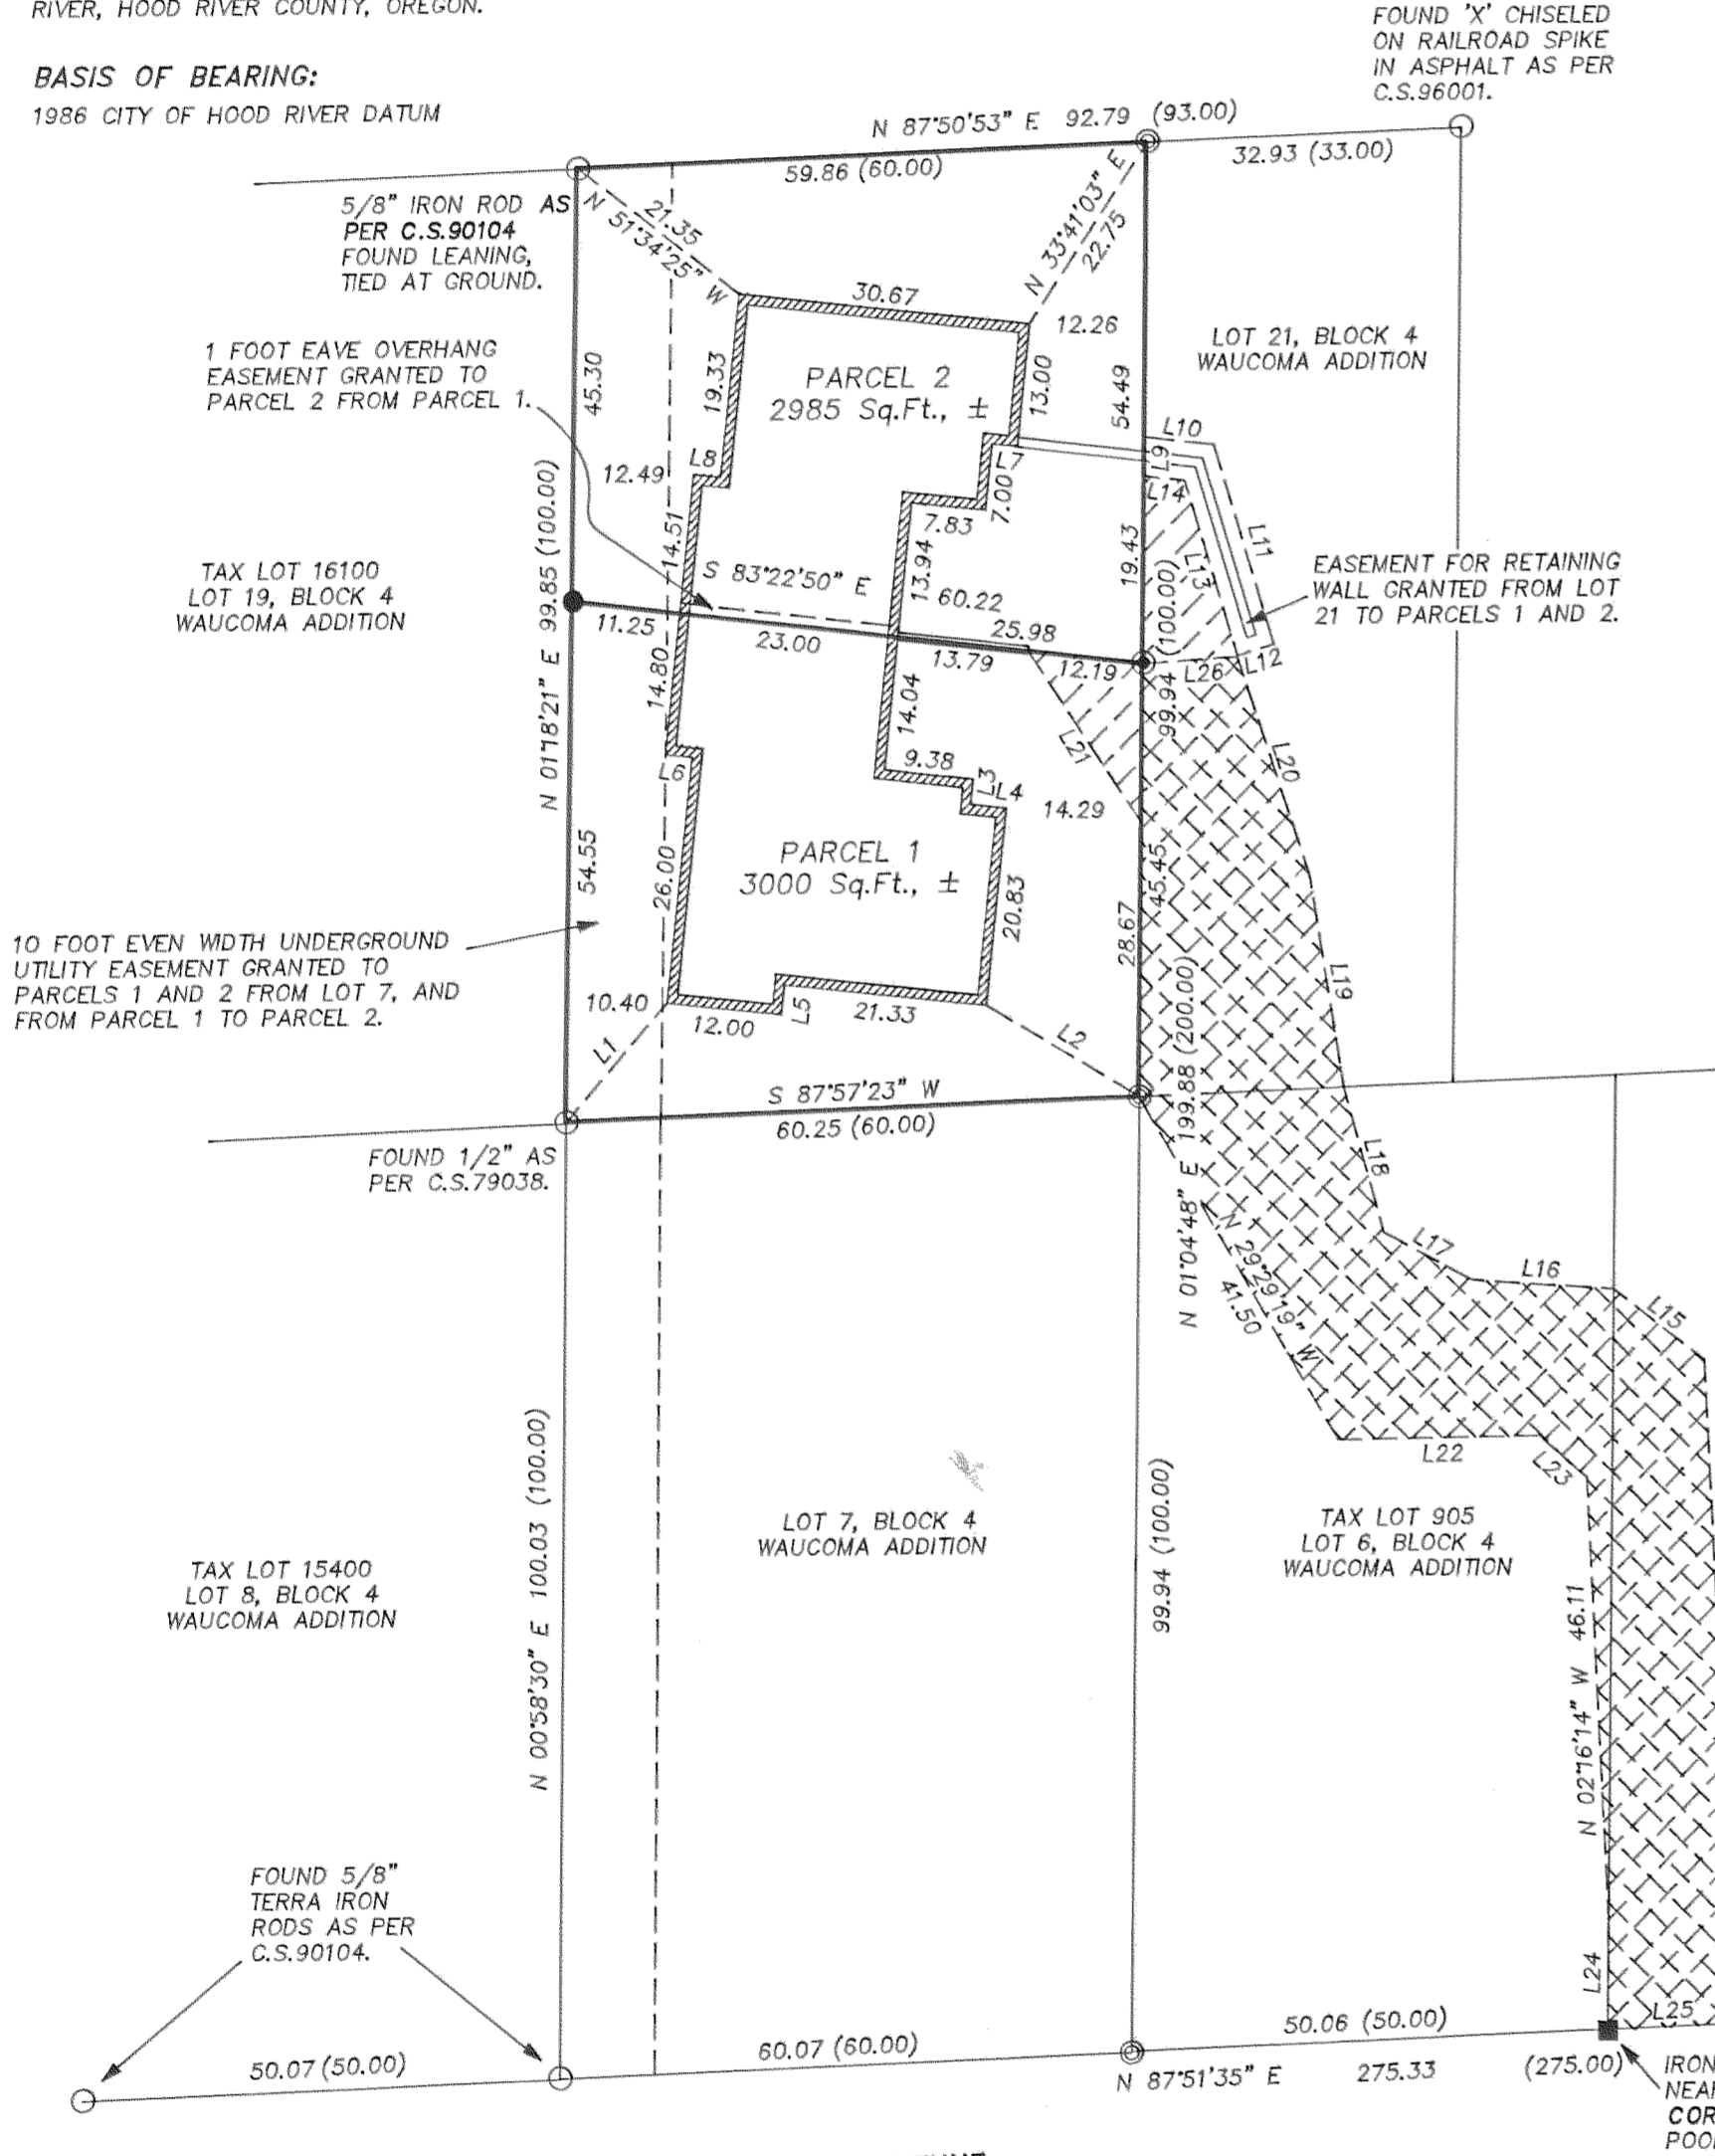 RIVER, HOOD RIVER COUNTY, OREGON.
BASIS OF BEARING:
1986 CITY OF HOOD RIVER DATUM
FOUND 'X' CHISELED
ON RAILROAD SPIKE
IN ASPHALT AS PER
C.S.96001.
N 87°50'53" E 92.79 (93.00)
59.86 (60.00)
32.93 (33.00)
5/8" IRON ROD AS
PER C.S.90104
FOUND LEANING,
TIED AT GROUND.
21.35
N 51°34'25" W
N 33°41'03" E
22.75
30.67
12.26
LOT 21, BLOCK 4
WAUCOMA ADDITION
1 FOOT EAVE OVERHANG
EASEMENT GRANTED TO
PARCEL 2 FROM PARCEL 1.
45.30
19.33
PARCEL 2
2985 Sq.Ft., ±
13.00
54.49
L10
L9
L14
L8
L7
12.49
7.00
7.83
14.51
13.94
19.43
L13
L11
N 01°18'21" E 99.85 (100.00)
TAX LOT 16100
LOT 19, BLOCK 4
WAUCOMA ADDITION
S 83°22'50" E
60.22
EASEMENT FOR RETAINING
WALL GRANTED FROM LOT
21 TO PARCELS 1 AND 2.
11.25
23.00
25.98
13.79
12.19
L26
L12
99.94 (100.00)
14.80
14.04
L21
L20
L6
9.38
L3
L4
14.29
54.55
26.00
PARCEL 1
3000 Sq.Ft., ±
20.83
45.45
28.67
L19
10 FOOT EVEN WIDTH UNDERGROUND
UTILITY EASEMENT GRANTED TO
PARCELS 1 AND 2 FROM LOT 7, AND
FROM PARCEL 1 TO PARCEL 2.
10.40
L1
12.00
L5
21.33
L2
S 87°57'23" W
60.25 (60.00)
FOUND 1/2" AS
PER C.S.79038.
N 01°04'48" E 199.88 (200.00)
L18
L17
L16
L15
N 29°29'19" W
41.50
L22
L23
N 00°58'30" E 100.03 (100.00)
99.94 (100.00)
LOT 7, BLOCK 4
WAUCOMA ADDITION
TAX LOT 905
LOT 6, BLOCK 4
WAUCOMA ADDITION
TAX LOT 15400
LOT 8, BLOCK 4
WAUCOMA ADDITION
N 02°16'14" W 46.11
FOUND 5/8"
TERRA IRON
RODS AS PER
C.S.90104.
L24
L25
50.07 (50.00)
60.07 (60.00)
50.06 (50.00)
N 87°51'35" E 275.33 (275.00)
IRON
NEAR
COR
POO